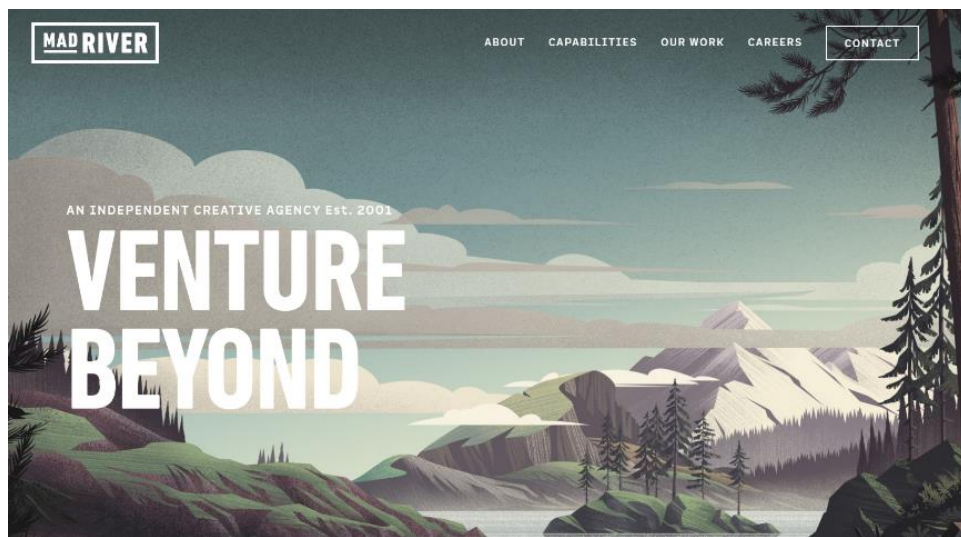 MAD RIVER
ABOUT CAPABILITIES OUR WORK CAREERS CONTACT
AN INDEPENDENT CREATIVE AGENCY Est. 2001
VENTURE
BEYOND